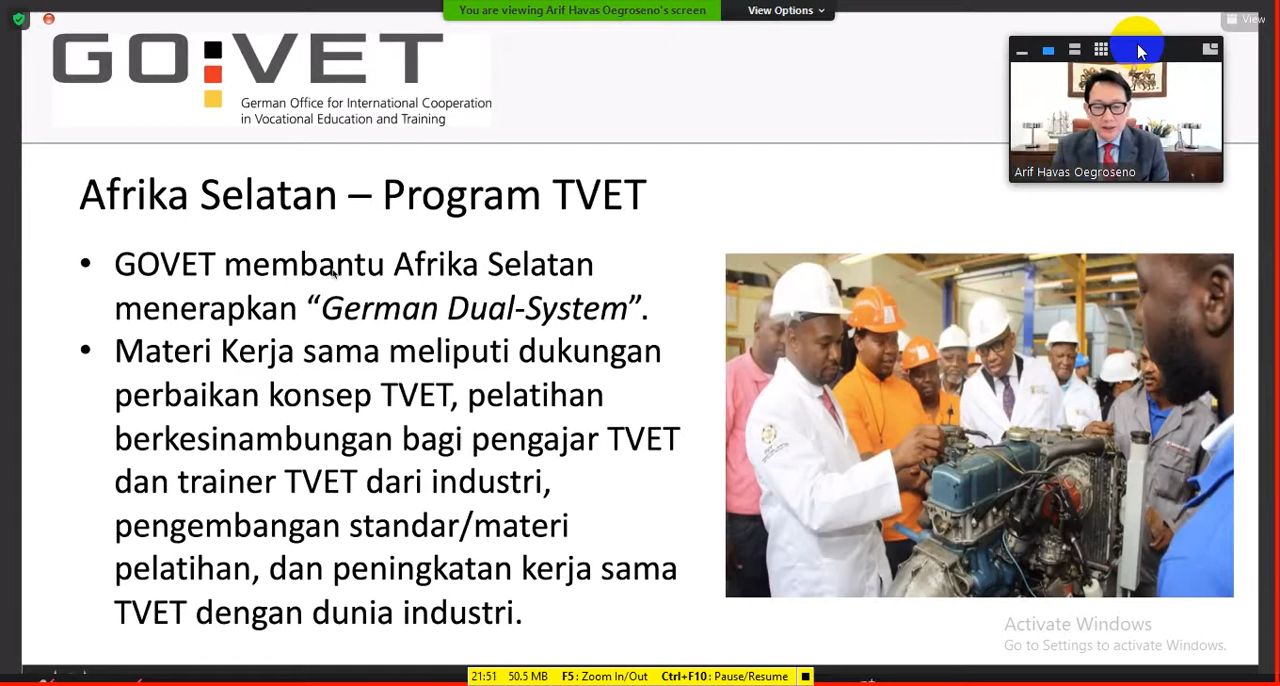 You are viewing Arif Havas Oegroseno's screen
View Options
View
GO:VET
German Office for International Cooperation
in Vocational Education and Training
Arif Havas Oegroseno
Afrika Selatan – Program TVET
• GOVET membantu Afrika Selatan
menerapkan “German Dual-System”.
• Materi Kerja sama meliputi dukungan
perbaikan konsep TVET, pelatihan
berkesinambungan bagi pengajar TVET
dan trainer TVET dari industri,
pengembangan standar/materi
pelatihan, dan peningkatan kerja sama
TVET dengan dunia industri.
Activate Windows
Go to Settings to activate Windows.
21:51 50.5 MB F5: Zoom In/Out Ctrl+F10: Pause/Resume